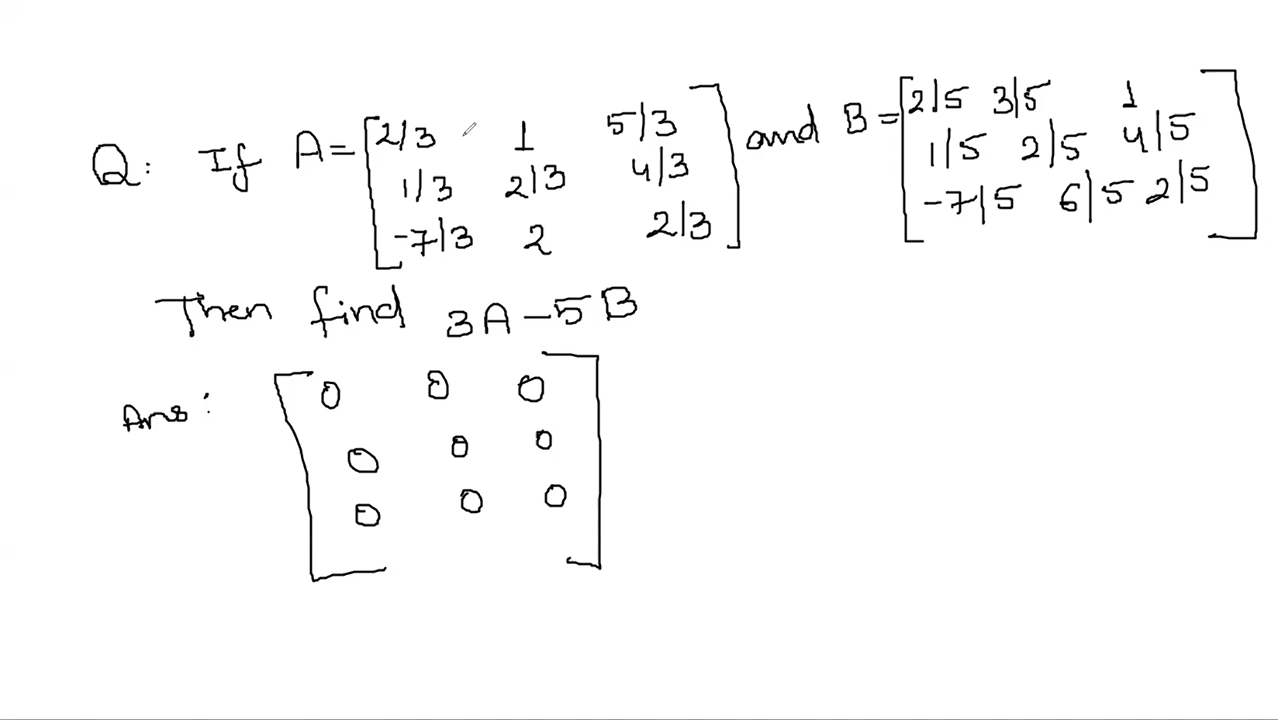 Q: If A = [2/3 1 5/3 and B = [2/5 3/5 1
1/3 2/3 4/3 1/5 2/5 4/5
-7/3 2 2/3] -7/5 6/5 2/5]
Then find 3A-5B
Ans: [0 0 0
0 0 0
0 0 0]